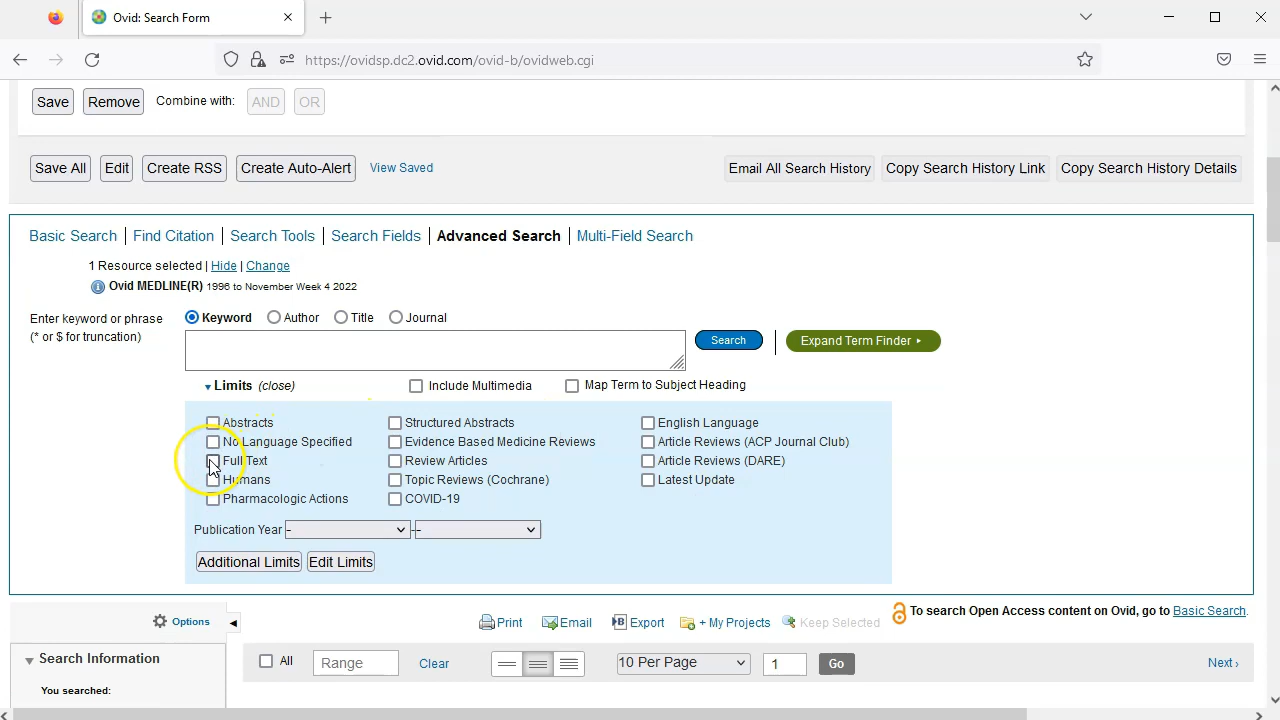 Ovid: Search Form
https://ovidsp.dc2.ovid.com/ovid-b/ovidweb.cgi
Save Remove Combine with: AND OR
Save All Edit Create RSS Create Auto-Alert View Saved Email All Search History Copy Search History Link Copy Search History Details
Basic Search | Find Citation | Search Tools | Search Fields | Advanced Search | Multi-Field Search
1 Resource selected | Hide | Change
Ovid MEDLINE(R) 1996 to November Week 4 2022
Enter keyword or phrase
(* or $ for truncation)
Keyword Author Title Journal
Search Expand Term Finder
Limits (close) Include Multimedia Map Term to Subject Heading
Abstracts Structured Abstracts English Language
No Language Specified Evidence Based Medicine Reviews Article Reviews (ACP Journal Club)
Full Text Review Articles Article Reviews (DARE)
Humans Topic Reviews (Cochrane) Latest Update
Pharmacologic Actions COVID-19
Publication Year - - -
Additional Limits Edit Limits
Options Print Email Export + My Projects Keep Selected To search Open Access content on Ovid, go to Basic Search.
Search Information All Range Clear 10 Per Page 1 Go Next ›
You searched: